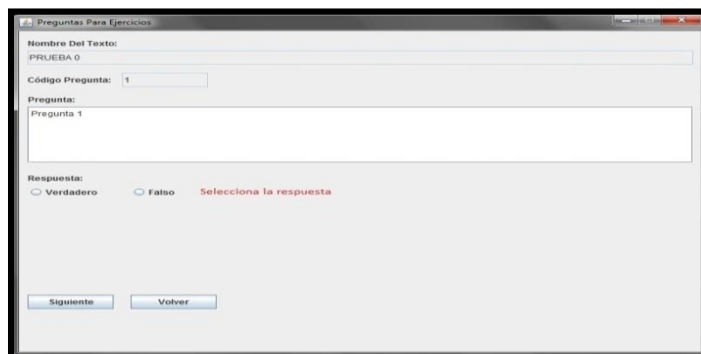 Preguntas Para Ejercicios
Nombre Del Texto:
PRUEBA 0
Código Pregunta: 1
Pregunta:
Pregunta 1
Respuesta:
Verdadero Falso Selecciona la respuesta
Siguiente Volver